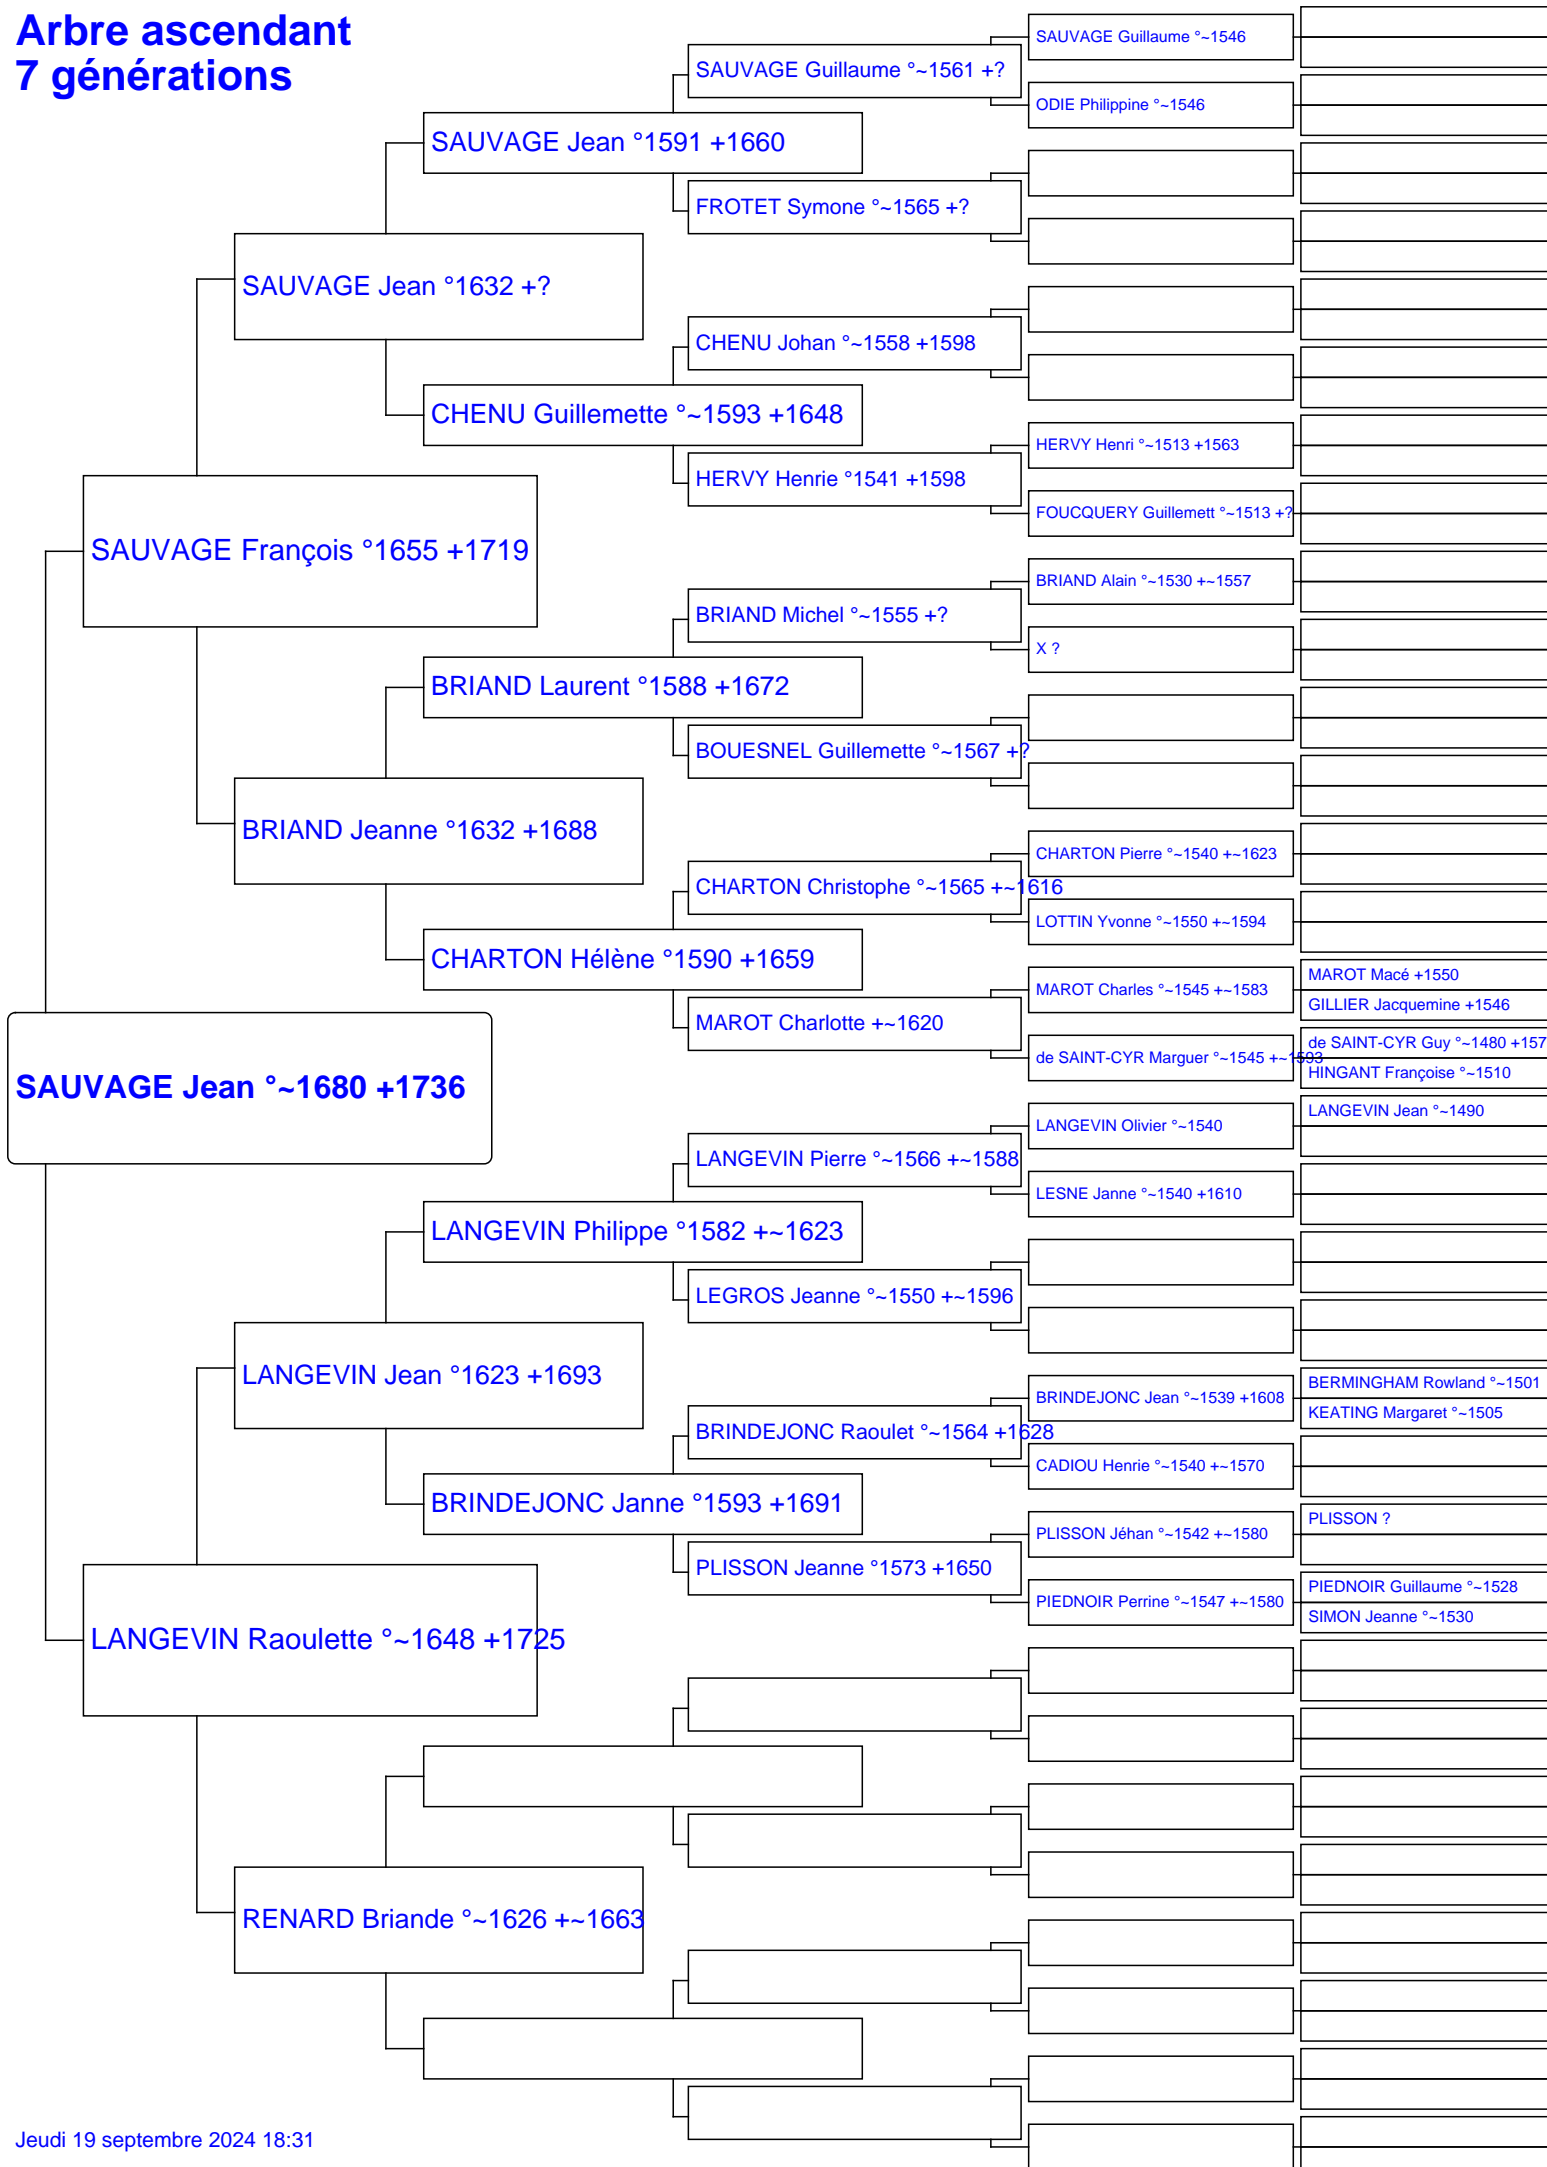 Arbre ascendant
7 générations
SAUVAGE Jean °~1680 +1736
SAUVAGE François °1655 +1719
LANGEVIN Raoulette °~1648 +1725
SAUVAGE Jean °1632 +?
BRIAND Jeanne °1632 +1688
LANGEVIN Jean °1623 +1693
RENARD Briande °~1626 +~1663
SAUVAGE Jean °1591 +1660
CHENU Guillemette °~1593 +1648
BRIAND Laurent °1588 +1672
CHARTON Hélène °1590 +1659
LANGEVIN Philippe °1582 +~1623
BRINDEJONC Janne °1593 +1691
SAUVAGE Guillaume °~1561 +?
FROTET Symone °~1565 +?
CHENU Johan °~1558 +1598
HERVY Henrie °1541 +1598
BRIAND Michel °~1555 +?
BOUESNEL Guillemette °~1567 +?
CHARTON Christophe °~1565 +~1616
MAROT Charlotte +~1620
LANGEVIN Pierre °~1566 +~1588
LEGROS Jeanne °~1550 +~1596
BRINDEJONC Raoulet °~1564 +1628
PLISSON Jeanne °1573 +1650
SAUVAGE Guillaume °~1546
ODIE Philippine °~1546
HERVY Henri °~1513 +1563
FOUCQUERY Guillemett °~1513 +?
BRIAND Alain °~1530 +~1557
X ?
CHARTON Pierre °~1540 +~1623
LOTTIN Yvonne °~1550 +~1594
MAROT Charles °~1545 +~1583
de SAINT-CYR Marguer °~1545 +~1593
LANGEVIN Olivier °~1540
LESNE Janne °~1540 +1610
BRINDEJONC Jean °~1539 +1608
CADIOU Henrie °~1540 +~1570
PLISSON Jéhan °~1542 +~1580
PIEDNOIR Perrine °~1547 +~1580
MAROT Macé +1550
GILLIER Jacquemine +1546
de SAINT-CYR Guy °~1480 +157
HINGANT Françoise °~1510
LANGEVIN Jean °~1490
BERMINGHAM Rowland °~1501
KEATING Margaret °~1505
PLISSON ?
PIEDNOIR Guillaume °~1528
SIMON Jeanne °~1530
Jeudi 19 septembre 2024 18:31